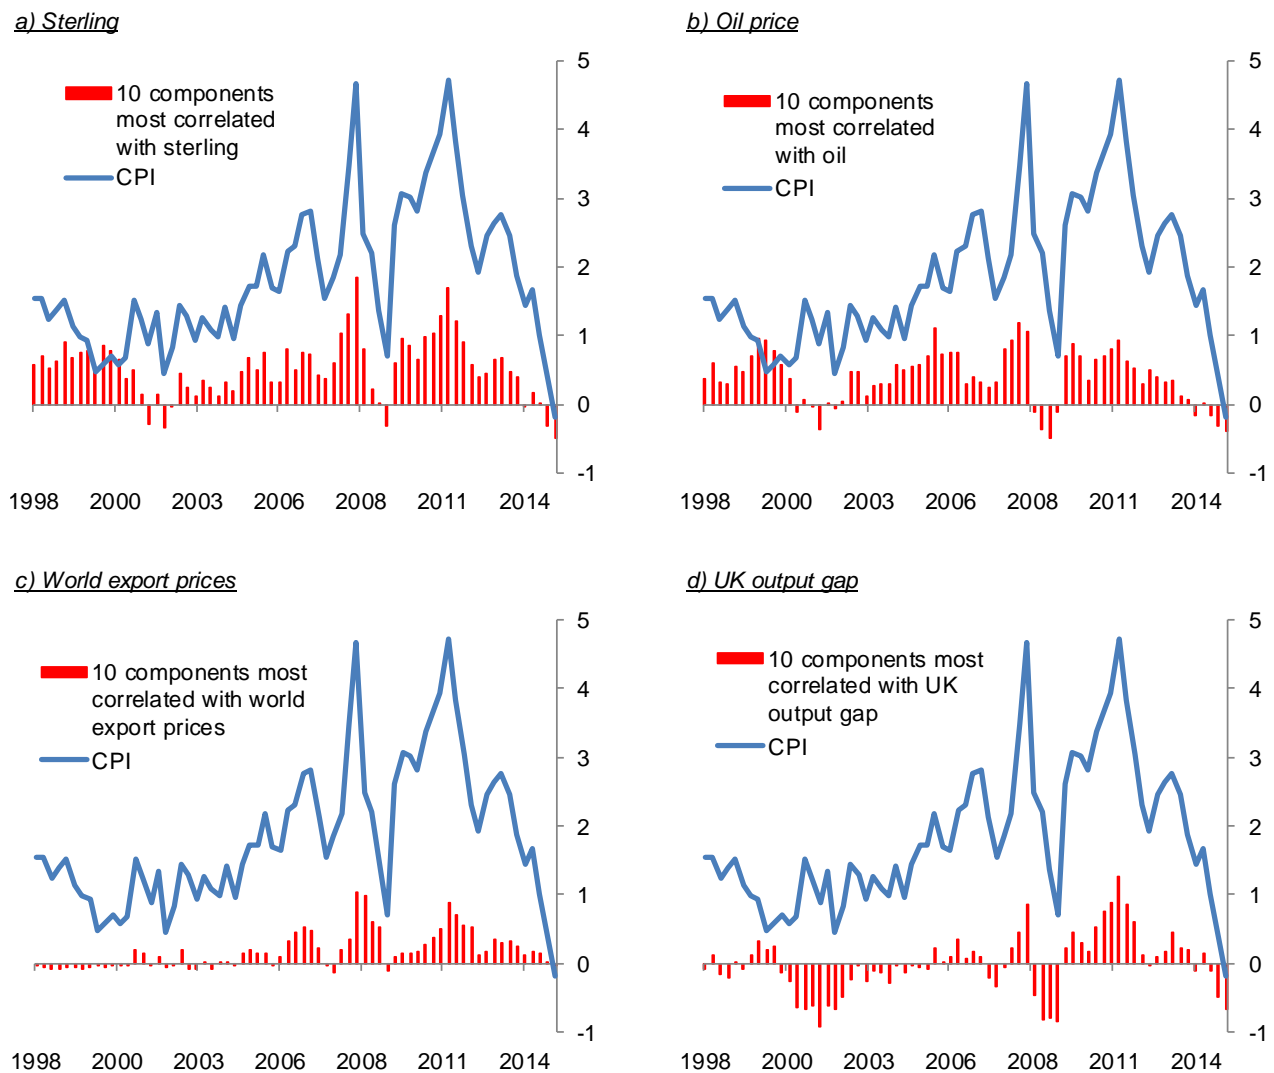 a) Sterling
10 components
most correlated
with sterling
CPI
5
4
3
2
1
0
-1
1998 2000 2003 2006 2008 2011 2014
b) Oil price
10 components
most correlated
with oil
CPI
5
4
3
2
1
0
-1
1998 2000 2003 2006 2008 2011 2014
c) World export prices
10 components most
correlated with world
export prices
CPI
5
4
3
2
1
0
-1
1998 2000 2003 2006 2008 2011 2014
d) UK output gap
10 components most
correlated with UK
output gap
CPI
5
4
3
2
1
0
-1
1998 2000 2003 2006 2008 2011 2014